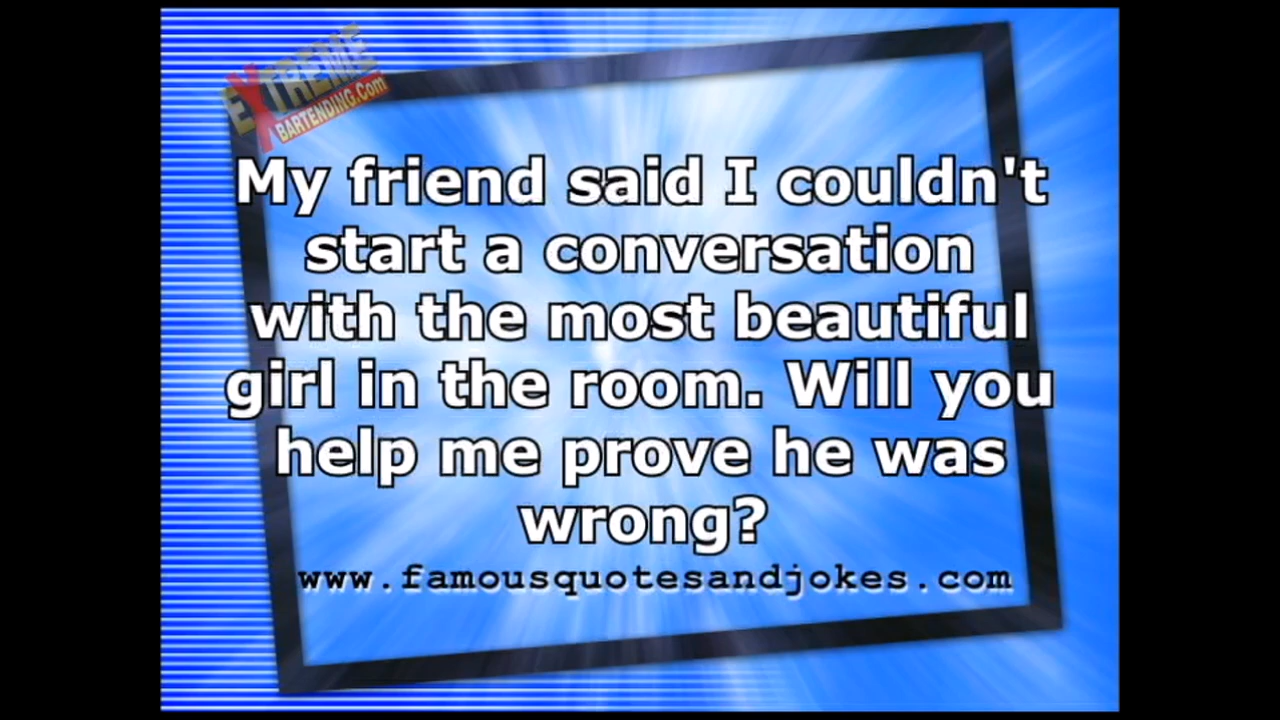 EXTREME
BARTENDING.Com
My friend said I couldn't
start a conversation
with the most beautiful
girl in the room. Will you
help me prove he was
wrong?
www.famousquotesandjokes.com